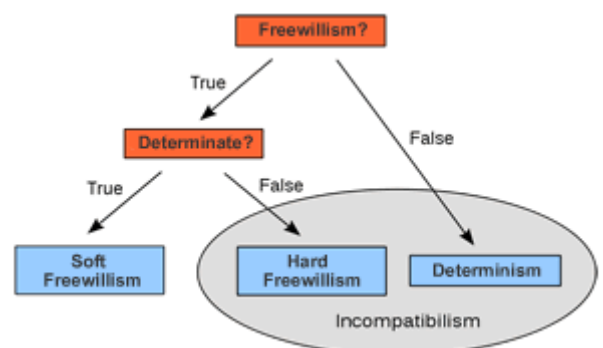 Freewillism?
True
False
Determinate?
True
False
Soft
Freewillism
Hard
Freewillism
Determinism
Incompatibilism